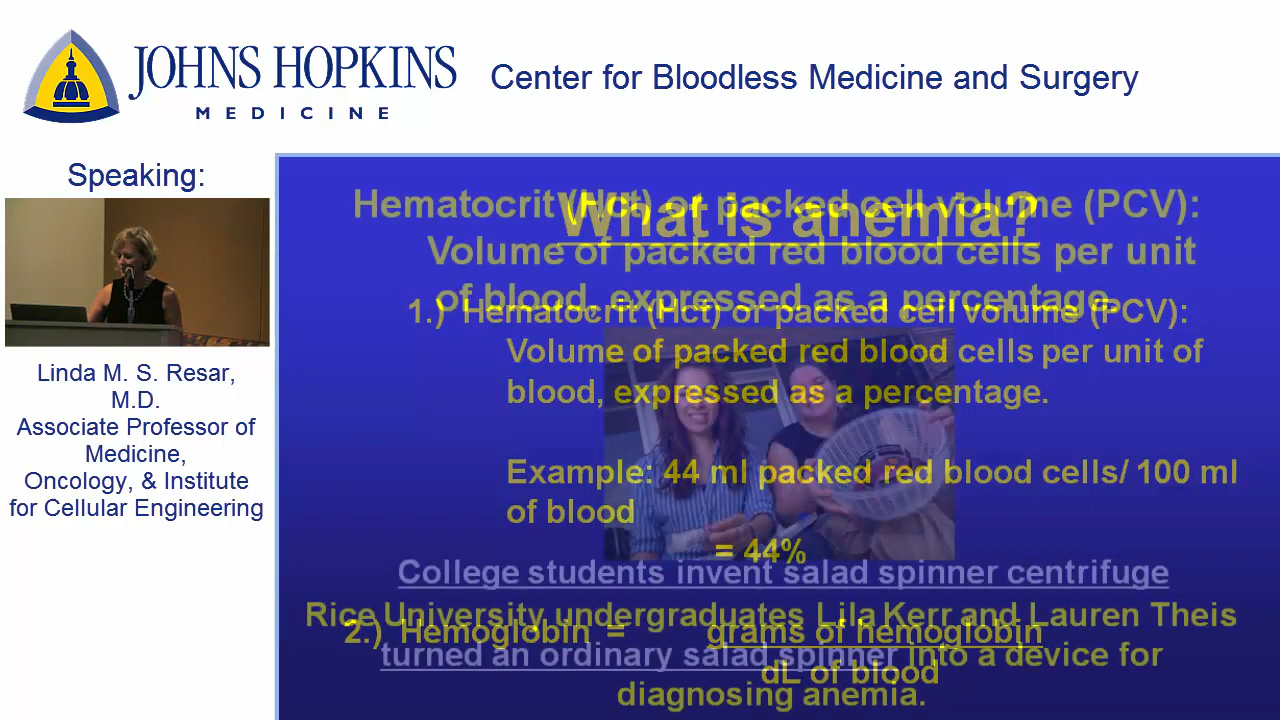 JOHNS HOPKINS
MEDICINE
Center for Bloodless Medicine and Surgery
Speaking:
Linda M. S. Resar,
M.D.
Associate Professor of
Medicine,
Oncology, & Institute
for Cellular Engineering
Hematocrit (Hct) or packed cell volume (PCV):
Volume of packed red blood cells per unit
of blood, expressed as a percentage.
College students invent salad spinner centrifuge
Rice University undergraduates Lila Kerr and Lauren Theis
turned an ordinary salad spinner into a device for
diagnosing anemia.
What is anemia?
1.) Hematocrit (Hct) or packed cell volume (PCV):
Volume of packed red blood cells per unit of
blood, expressed as a percentage.
Example: 44 ml packed red blood cells/ 100 ml
of blood
= 44%
2.) Hemoglobin = grams of hemoglobin
dL of blood